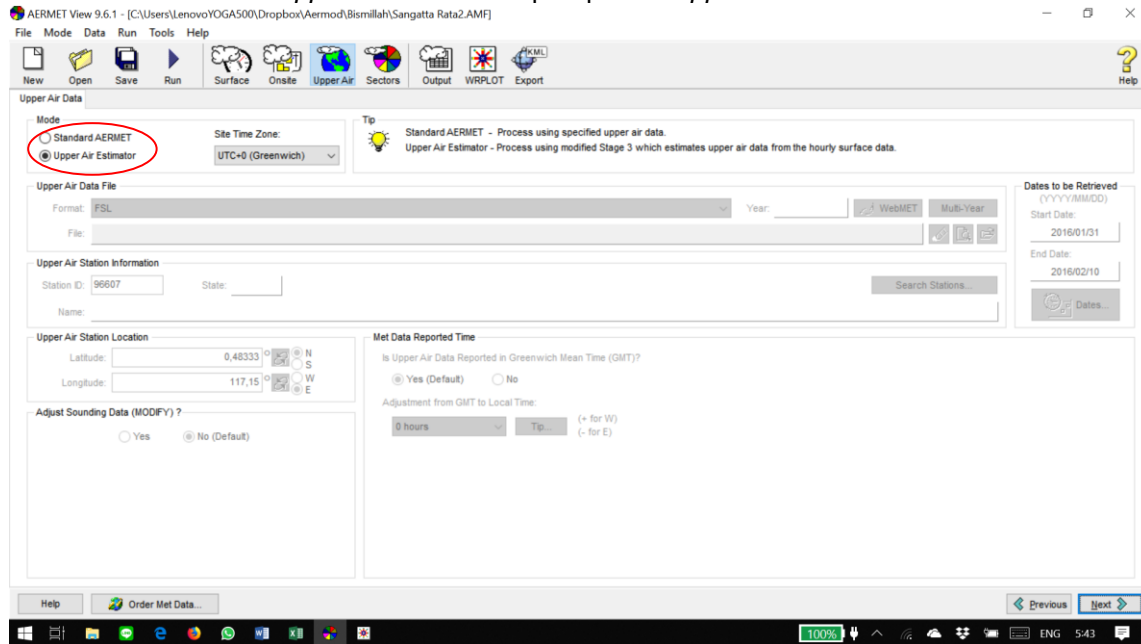 AERMET View 9.6.1 - [C:\Users\LenovoYOGA500\Dropbox\Aermod\Bismillah\Sangatta Rata2.AMF]
File Mode Data Run Tools Help
New Open Save Run Surface Onsite Upper Air Sectors Output WRPLOT Export Help
KML
Upper Air Data
Mode
Standard AERMET
Upper Air Estimator
Site Time Zone:
UTC+0 (Greenwich)
Tip
Standard AERMET - Process using specified upper air data.
Upper Air Estimator - Process using modified Stage 3 which estimates upper air data from the hourly surface data.
Upper Air Data File
Format: FSL Year: WebMET Multi-Year
File:
Dates to be Retrieved
(YYYY/MM/DD)
Start Date:
2016/01/31
End Date:
2016/02/10
Dates...
Upper Air Station Information
Station ID: 96607 State: Search Stations...
Name:
Upper Air Station Location
Latitude: 0,48333 ° N
S
Longitude: 117,15 ° W
E
Met Data Reported Time
Is Upper Air Data Reported in Greenwich Mean Time (GMT)?
Yes (Default) No
Adjustment from GMT to Local Time:
0 hours Tip... (+ for W)
(- for E)
Adjust Sounding Data (MODIFY) ?
Yes No (Default)
Help Order Met Data... Previous Next
100% ENG 5:43